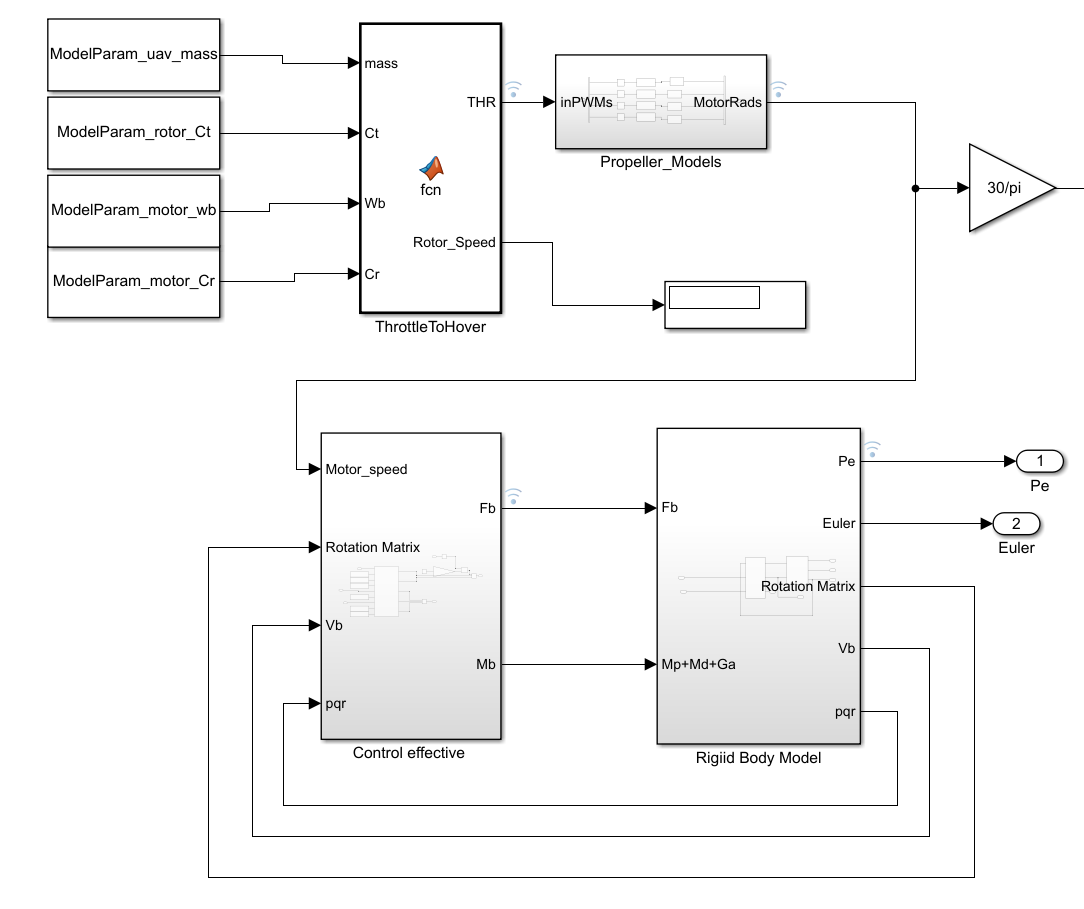 ModelParam_uav_mass
ModelParam_rotor_Ct
ModelParam_motor_wb
ModelParam_motor_Cr
mass
Ct
Wb
Cr
THR
Rotor_Speed
fcn
ThrottleToHover
inPWMs
MotorRads
Propeller_Models
30/pi
Motor_speed
Rotation Matrix
Vb
pqr
Fb
Mb
Control effective
Fb
Mp+Md+Ga
Pe
Euler
Rotation Matrix
Vb
pqr
Rigiid Body Model
1
Pe
2
Euler